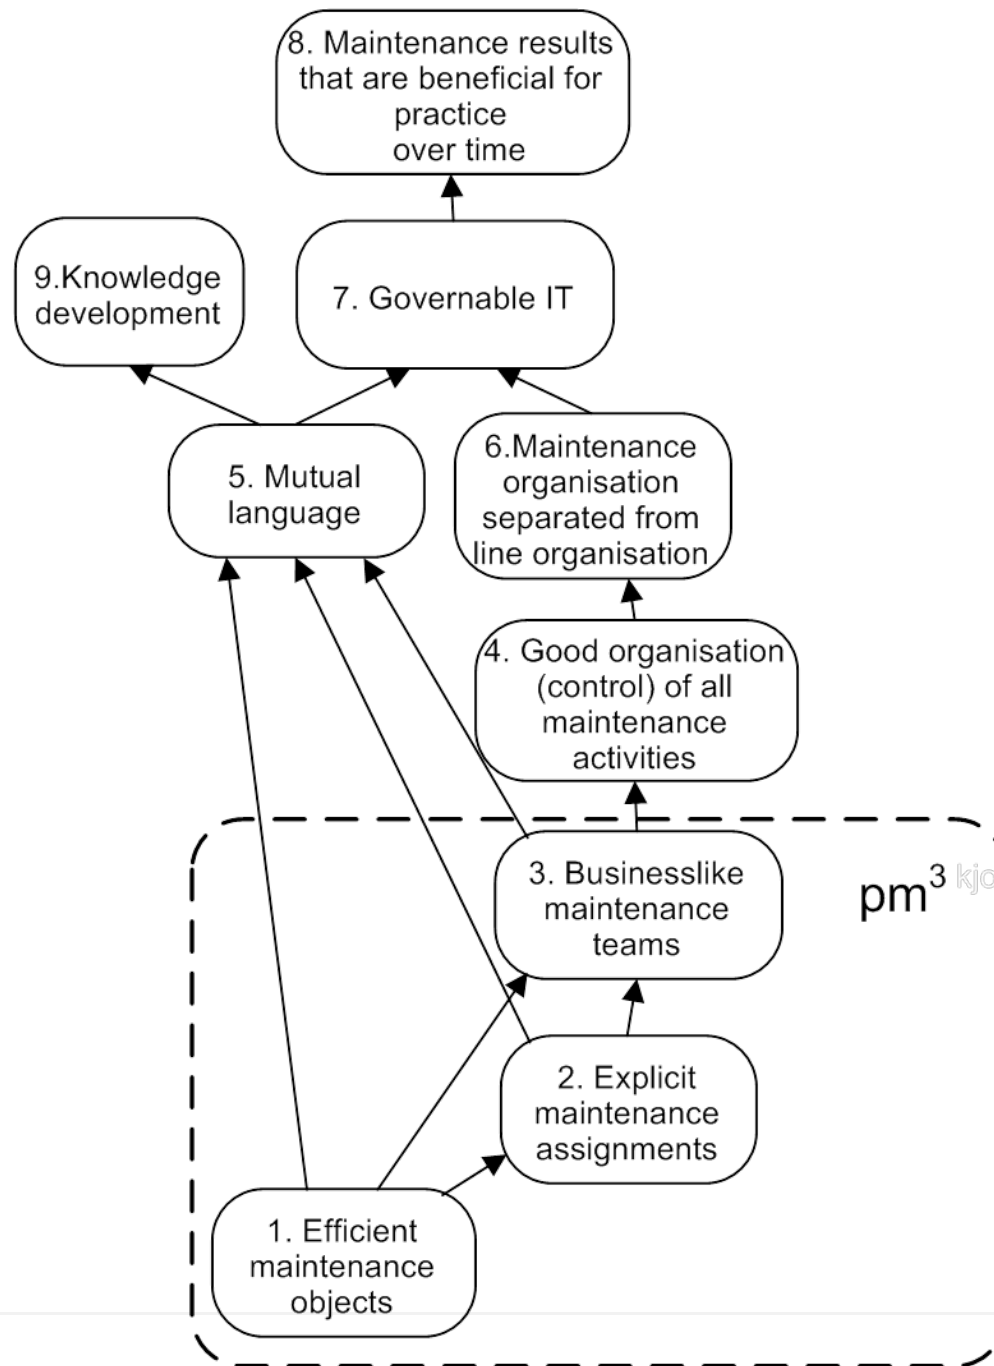 8. Maintenance results
that are beneficial for
practice
over time
9.Knowledge
development
7. Governable IT
5. Mutual
language
6.Maintenance
organisation
separated from
line organisation
4. Good organisation
(control) of all
maintenance
activities
3. Businesslike
maintenance
teams
pm³
2. Explicit
maintenance
assignments
1. Efficient
maintenance
objects